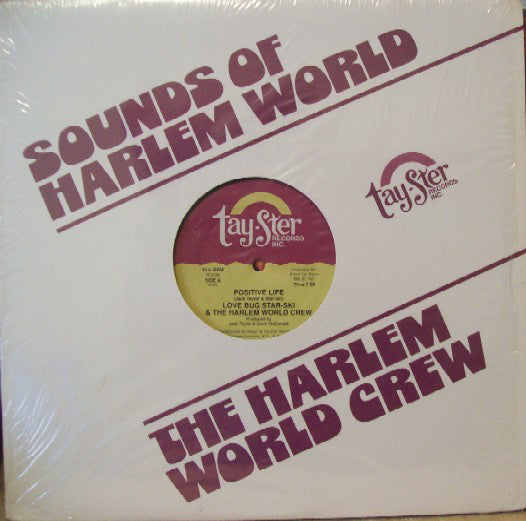 SOUNDS OF
HARLEM WORLD
tay-Ster
RECORDS
INC.
tay-Ster
RECORDS
INC.
SIDE A
POSITIVE LIFE
LOVE BUG STAR-SKI
& THE HARLEM WORLD CREW
Produced by
THE HARLEM
WORLD CREW